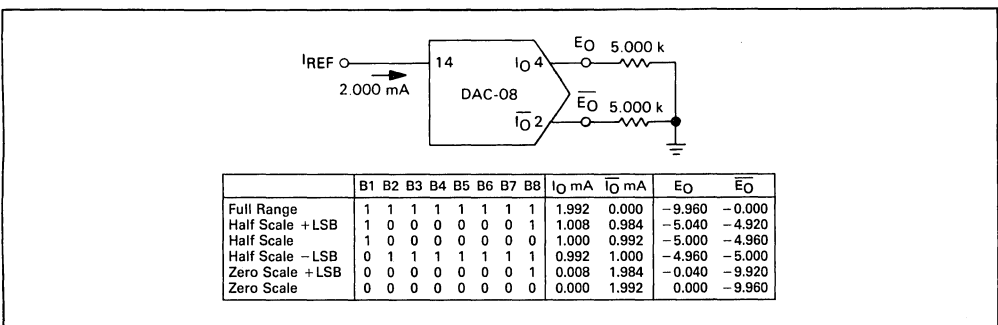 IREF
2.000 mA
14
DAC-08
IO 4
IO 2
EO 5.000 k
EO 5.000 k
B1 B2 B3 B4 B5 B6 B7 B8 IO mA IO mA EO EO
Full Range 1 1 1 1 1 1 1 1 1.992 0.000 −9.960 −0.000
Half Scale +LSB 1 0 0 0 0 0 0 1 1.008 0.984 −5.040 −4.920
Half Scale 1 0 0 0 0 0 0 0 1.000 0.992 −5.000 −4.960
Half Scale −LSB 0 1 1 1 1 1 1 1 0.992 1.000 −4.960 −5.000
Zero Scale +LSB 0 0 0 0 0 0 0 1 0.008 1.984 −0.040 −9.920
Zero Scale 0 0 0 0 0 0 0 0 0.000 1.992 0.000 −9.960